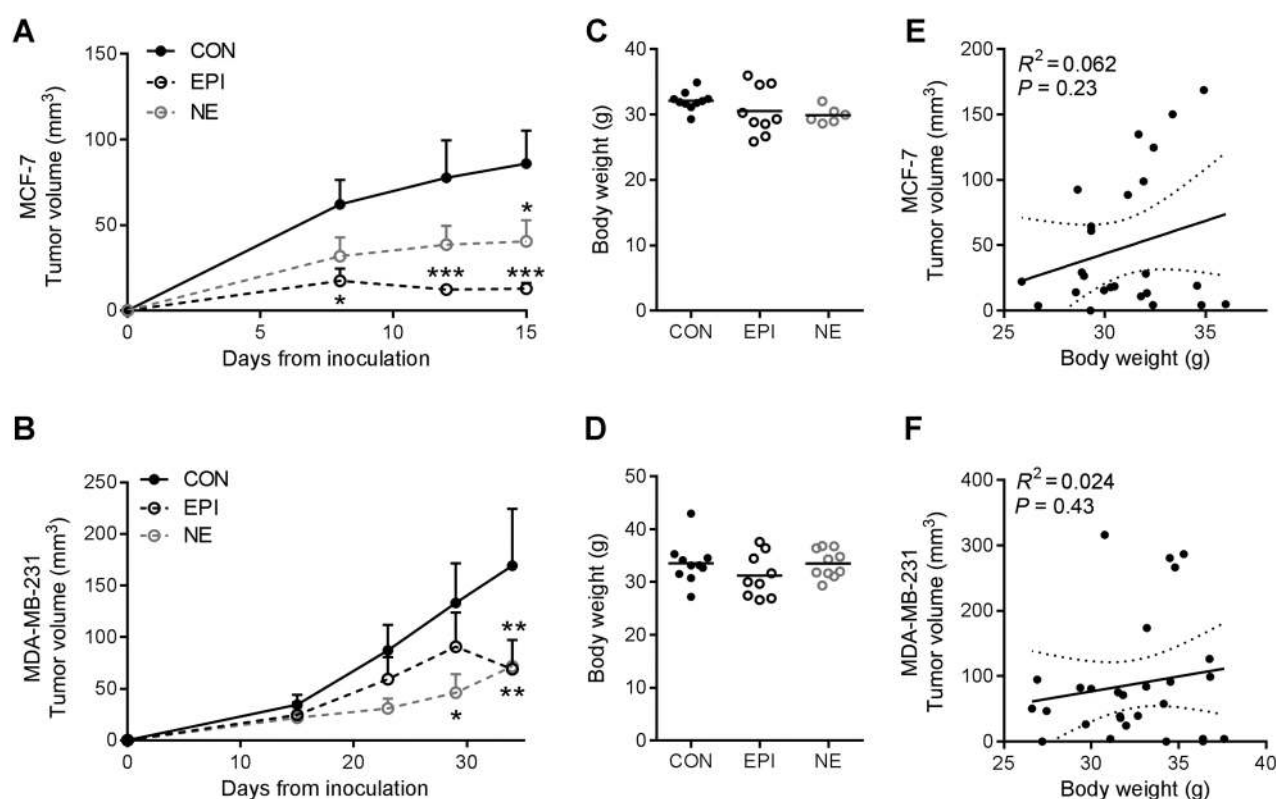 A
MCF-7
Tumor volume (mm³)
150
100
50
0
CON
EPI
NE
*
***
***
*
0
5
10
15
Days from inoculation
C
Body weight (g)
40
30
20
10
0
CON
EPI
NE
E
MCF-7
Tumor volume (mm³)
200
150
100
50
0
R² = 0.062
P = 0.23
25
30
35
Body weight (g)
B
MDA-MB-231
Tumor volume (mm³)
250
200
150
100
50
0
CON
EPI
NE
**
**
*
0
10
20
30
Days from inoculation
D
Body weight (g)
50
40
30
20
10
0
CON
EPI
NE
F
MDA-MB-231
Tumor volume (mm³)
400
300
200
100
0
R² = 0.024
P = 0.43
25
30
35
40
Body weight (g)